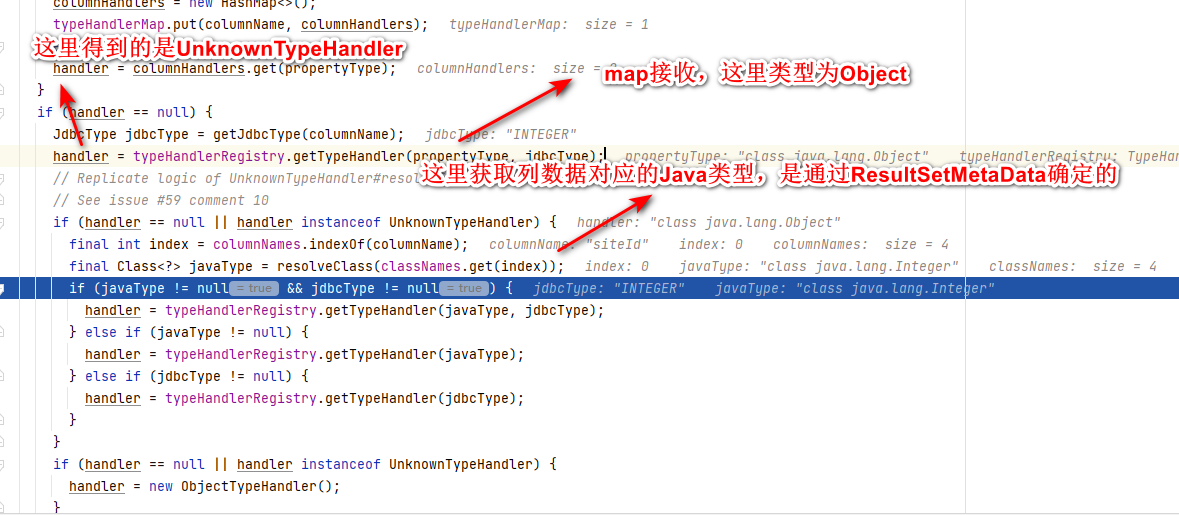 columnHandlers = new HashMap<>();
typeHandlerMap.put(columnName, columnHandlers); typeHandlerMap: size = 1
这里得到的是UnknownTypeHandler
handler = columnHandlers.get(propertyType); columnHandlers: size =
map接收，这里类型为Object
}
if (handler == null) {
JdbcType jdbcType = getJdbcType(columnName); jdbcType: "INTEGER"
handler = typeHandlerRegistry.getTypeHandler(propertyType, jdbcType); propertyType: "class java.lang.Object" typeHandlerRegistry: TypeHan
这里获取列数据对应的Java类型，是通过ResultSetMetaData确定的
// Replicate logic of UnknownTypeHandler#resol
// See issue #59 comment 10
if (handler == null || handler instanceof UnknownTypeHandler) { handler: "class java.lang.Object"
final int index = columnNames.indexOf(columnName); columnName: "siteId" index: 0 columnNames: size = 4
final Class<?> javaType = resolveClass(classNames.get(index)); index: 0 javaType: "class java.lang.Integer" classNames: size = 4
if (javaType != null = true && jdbcType != null = true ) { jdbcType: "INTEGER" javaType: "class java.lang.Integer"
handler = typeHandlerRegistry.getTypeHandler(javaType, jdbcType);
} else if (javaType != null) {
handler = typeHandlerRegistry.getTypeHandler(javaType);
} else if (jdbcType != null) {
handler = typeHandlerRegistry.getTypeHandler(jdbcType);
}
}
if (handler == null || handler instanceof UnknownTypeHandler) {
handler = new ObjectTypeHandler();
}